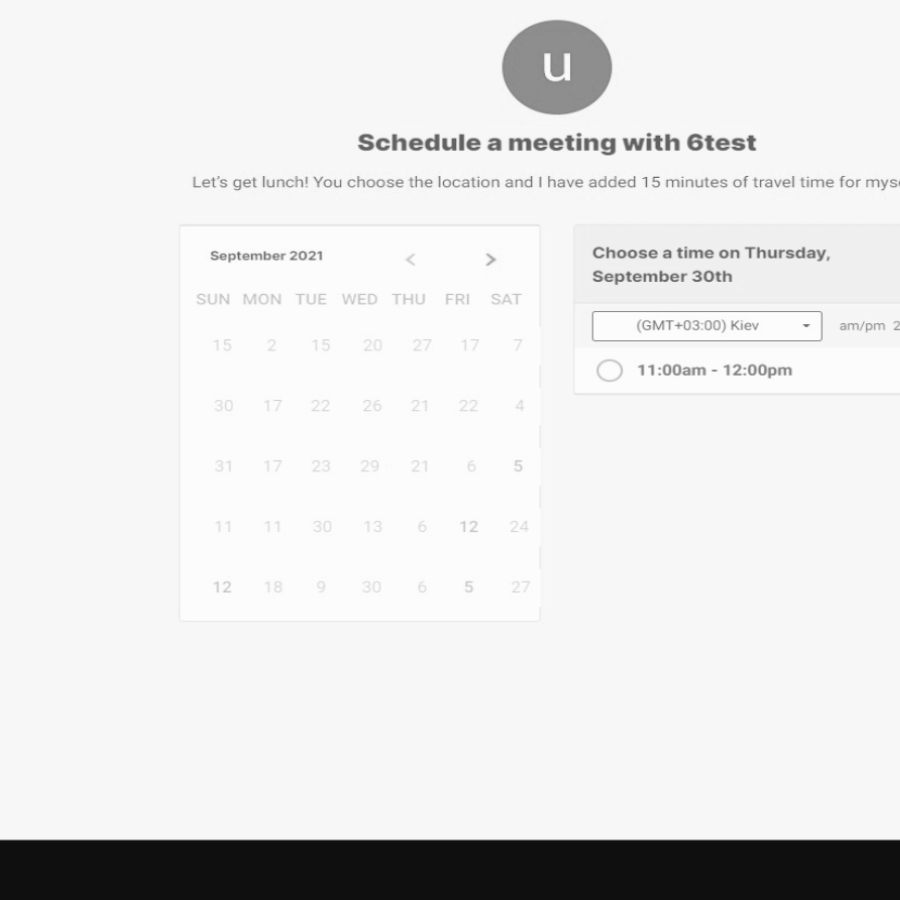 u
Schedule a meeting with 6test
Let's get lunch! You choose the location and I have added 15 minutes of travel time for
September 2021 < >
SUN MON TUE WED THU FRI SAT
15 2 15 20 27 17 7
30 17 22 26 21 22 4
31 17 23 29 21 6 5
11 11 30 13 6 12 24
12 18 9 30 6 5 27
Choose a time on Thursday,
September 30th
(GMT+03:00) Kiev am/pm
11:00am - 12:00pm